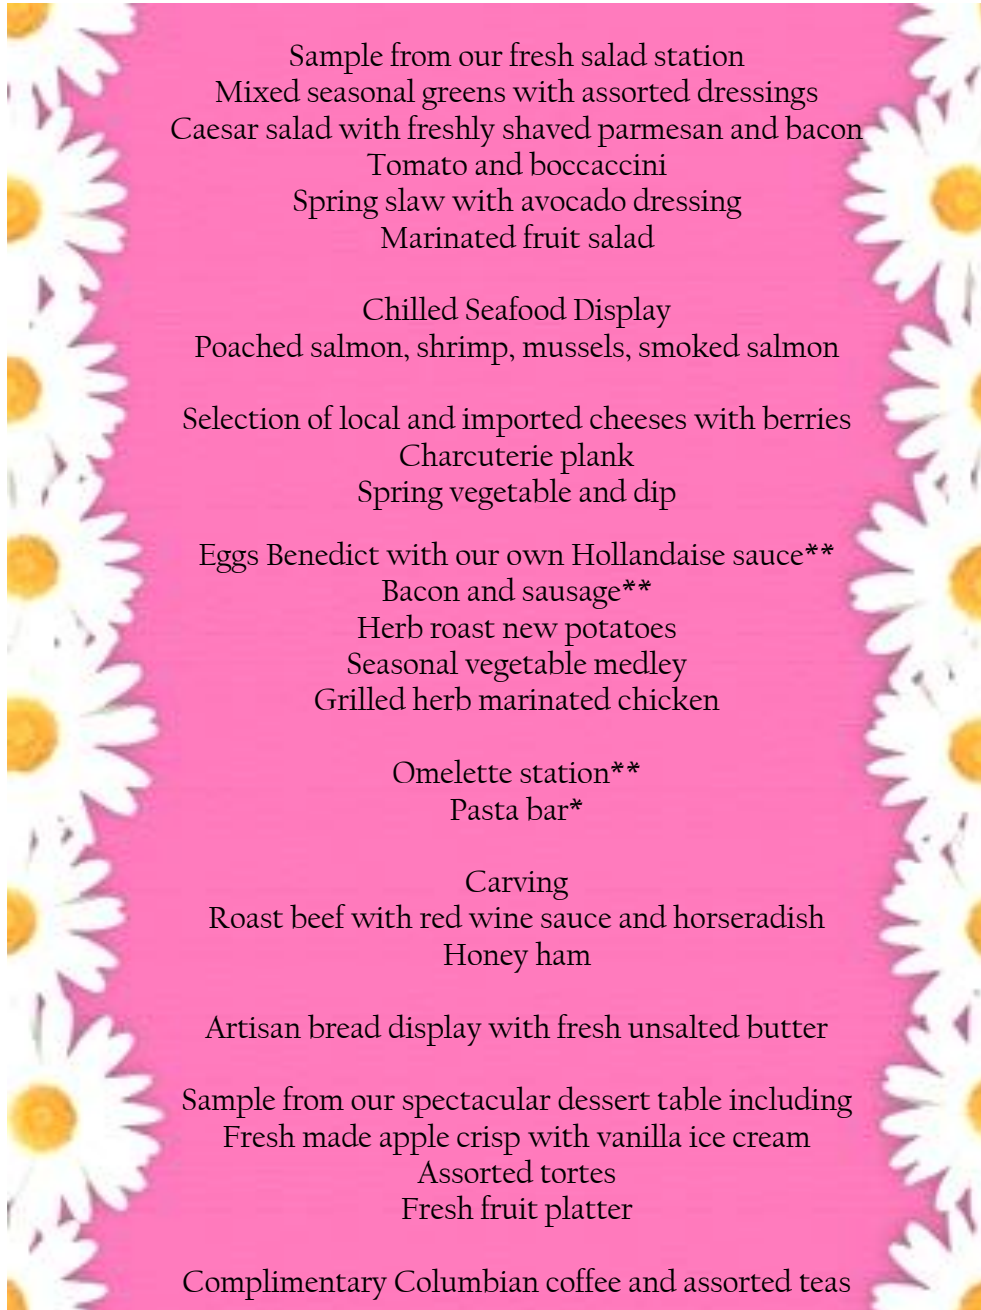 Sample from our fresh salad station
Mixed seasonal greens with assorted dressings
Caesar salad with freshly shaved parmesan and bacon
Tomato and boccaccini
Spring slaw with avocado dressing
Marinated fruit salad
Chilled Seafood Display
Poached salmon, shrimp, mussels, smoked salmon
Selection of local and imported cheeses with berries
Charcuterie plank
Spring vegetable and dip
Eggs Benedict with our own Hollandaise sauce**
Bacon and sausage**
Herb roast new potatoes
Seasonal vegetable medley
Grilled herb marinated chicken
Omelette station**
Pasta bar*
Carving
Roast beef with red wine sauce and horseradish
Honey ham
Artisan bread display with fresh unsalted butter
Sample from our spectacular dessert table including
Fresh made apple crisp with vanilla ice cream
Assorted tortes
Fresh fruit platter
Complimentary Columbian coffee and assorted teas